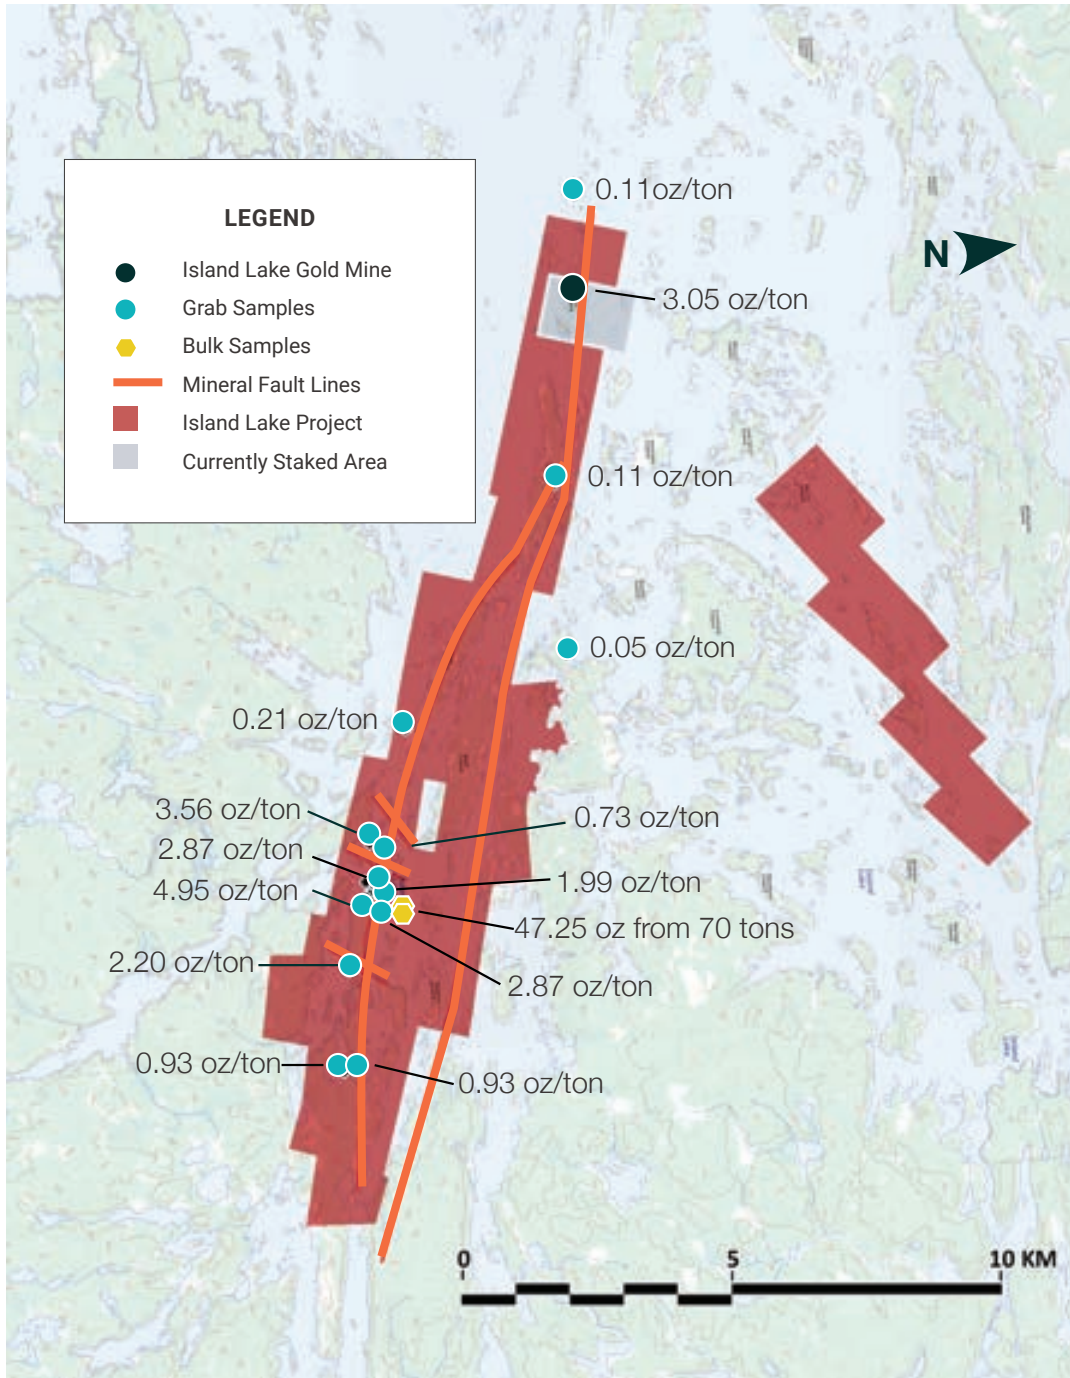 0.11oz/ton
LEGEND
Island Lake Gold Mine
Grab Samples
Bulk Samples
Mineral Fault Lines
Island Lake Project
Currently Staked Area
N
3.05 oz/ton
0.11 oz/ton
0.05 oz/ton
0.21 oz/ton
3.56 oz/ton
0.73 oz/ton
2.87 oz/ton
1.99 oz/ton
4.95 oz/ton
47.25 oz from 70 tons
2.20 oz/ton
2.87 oz/ton
0.93 oz/ton
0.93 oz/ton
0 5 10 KM